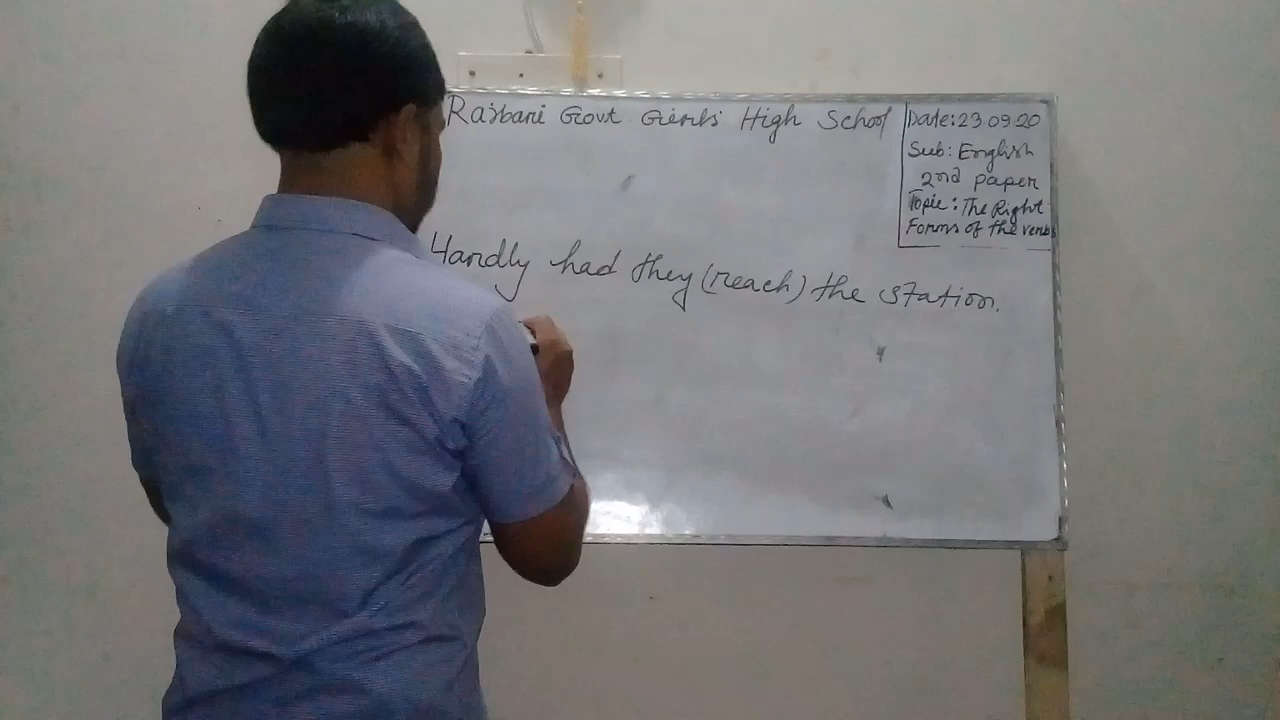 Rajbari Govt Girls' High School
Date: 23.09.20
Sub: English
2nd paper
Topic: The Right
Forms of the verbs
Hardly had they (reach) the station.